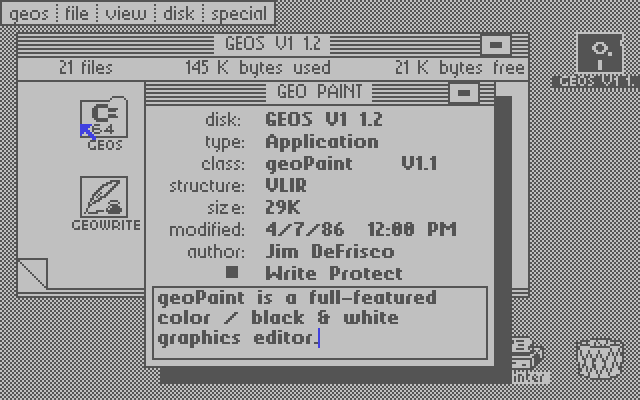 geos file view disk special
GEOS V1 1.2
21 files 145 K bytes used 21 K bytes free
GEOS V1 1.
C= 64
GEOS
GEOWRITE
GEO PAINT
disk: GEOS V1 1.2
type: Application
class: geoPaint V1.1
structure: VLIR
size: 29K
modified: 4/7/86 12:00 PM
author: Jim DeFrisco
Write Protect
geoPaint is a full-featured
color / black & white
graphics editor.